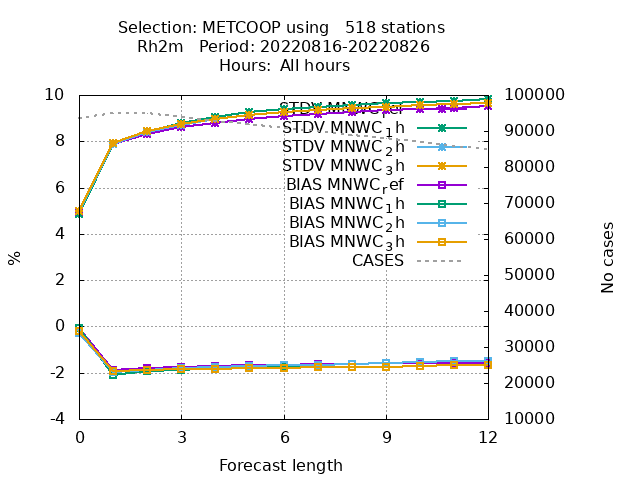 Selection: METCOOP using 518 stations
Rh2m Period: 20220816-20220826
Hours: All hours
10
8
6
4
2
0
-2
-4
%
100000
90000
80000
70000
60000
50000
40000
30000
20000
10000
No cases
STDV MNWC_ref
STDV MNWC_1h
STDV MNWC_2h
STDV MNWC_3h
BIAS MNWC_ref
BIAS MNWC_1h
BIAS MNWC_2h
BIAS MNWC_3h
CASES
0 3 6 9 12
Forecast length